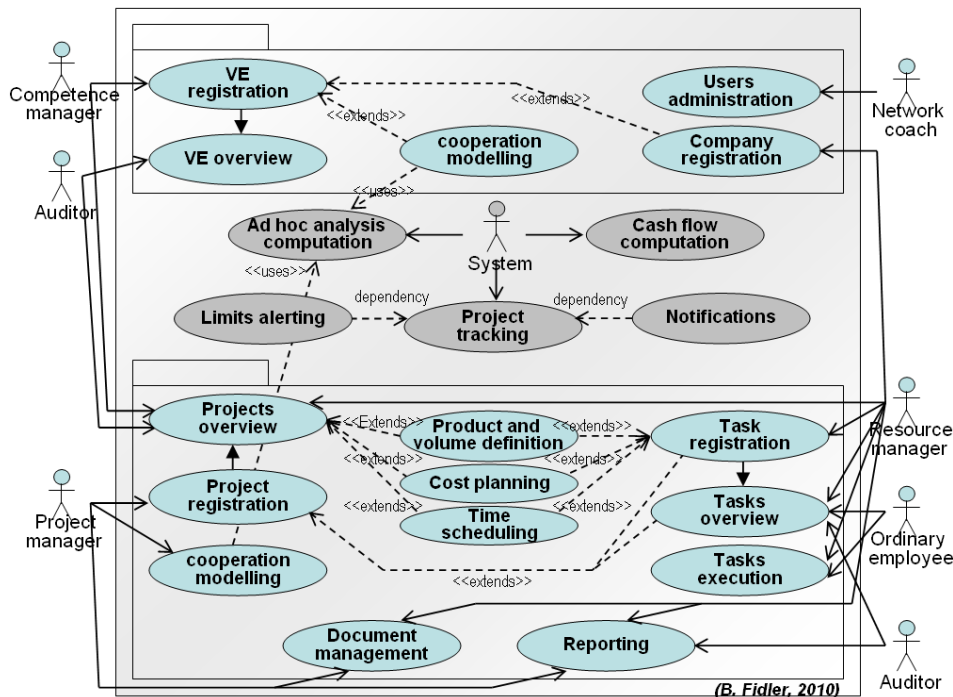 VE
registration
Users
administration
Competence
manager
Network
coach
<<extends>>
<<extends>>
VE overview
cooperation
modelling
Company
registration
Auditor
<<uses>>
Ad hoc analysis
computation
System
Cash flow
computation
<<uses>>
dependency
dependency
Limits alerting
Project
tracking
Notifications
Projects
overview
<<Extends>>
Product and
volume definition
<<extends>>
Task
registration
Resource
manager
<<extends>>
Cost planning
<<extends>>
Project
registration
<<extends>>
Time
scheduling
<<extends>>
Tasks
overview
Project
manager
Ordinary
employee
cooperation
modelling
<<extends>>
Tasks
execution
Document
management
Reporting
Auditor
(B. Fidler, 2010)